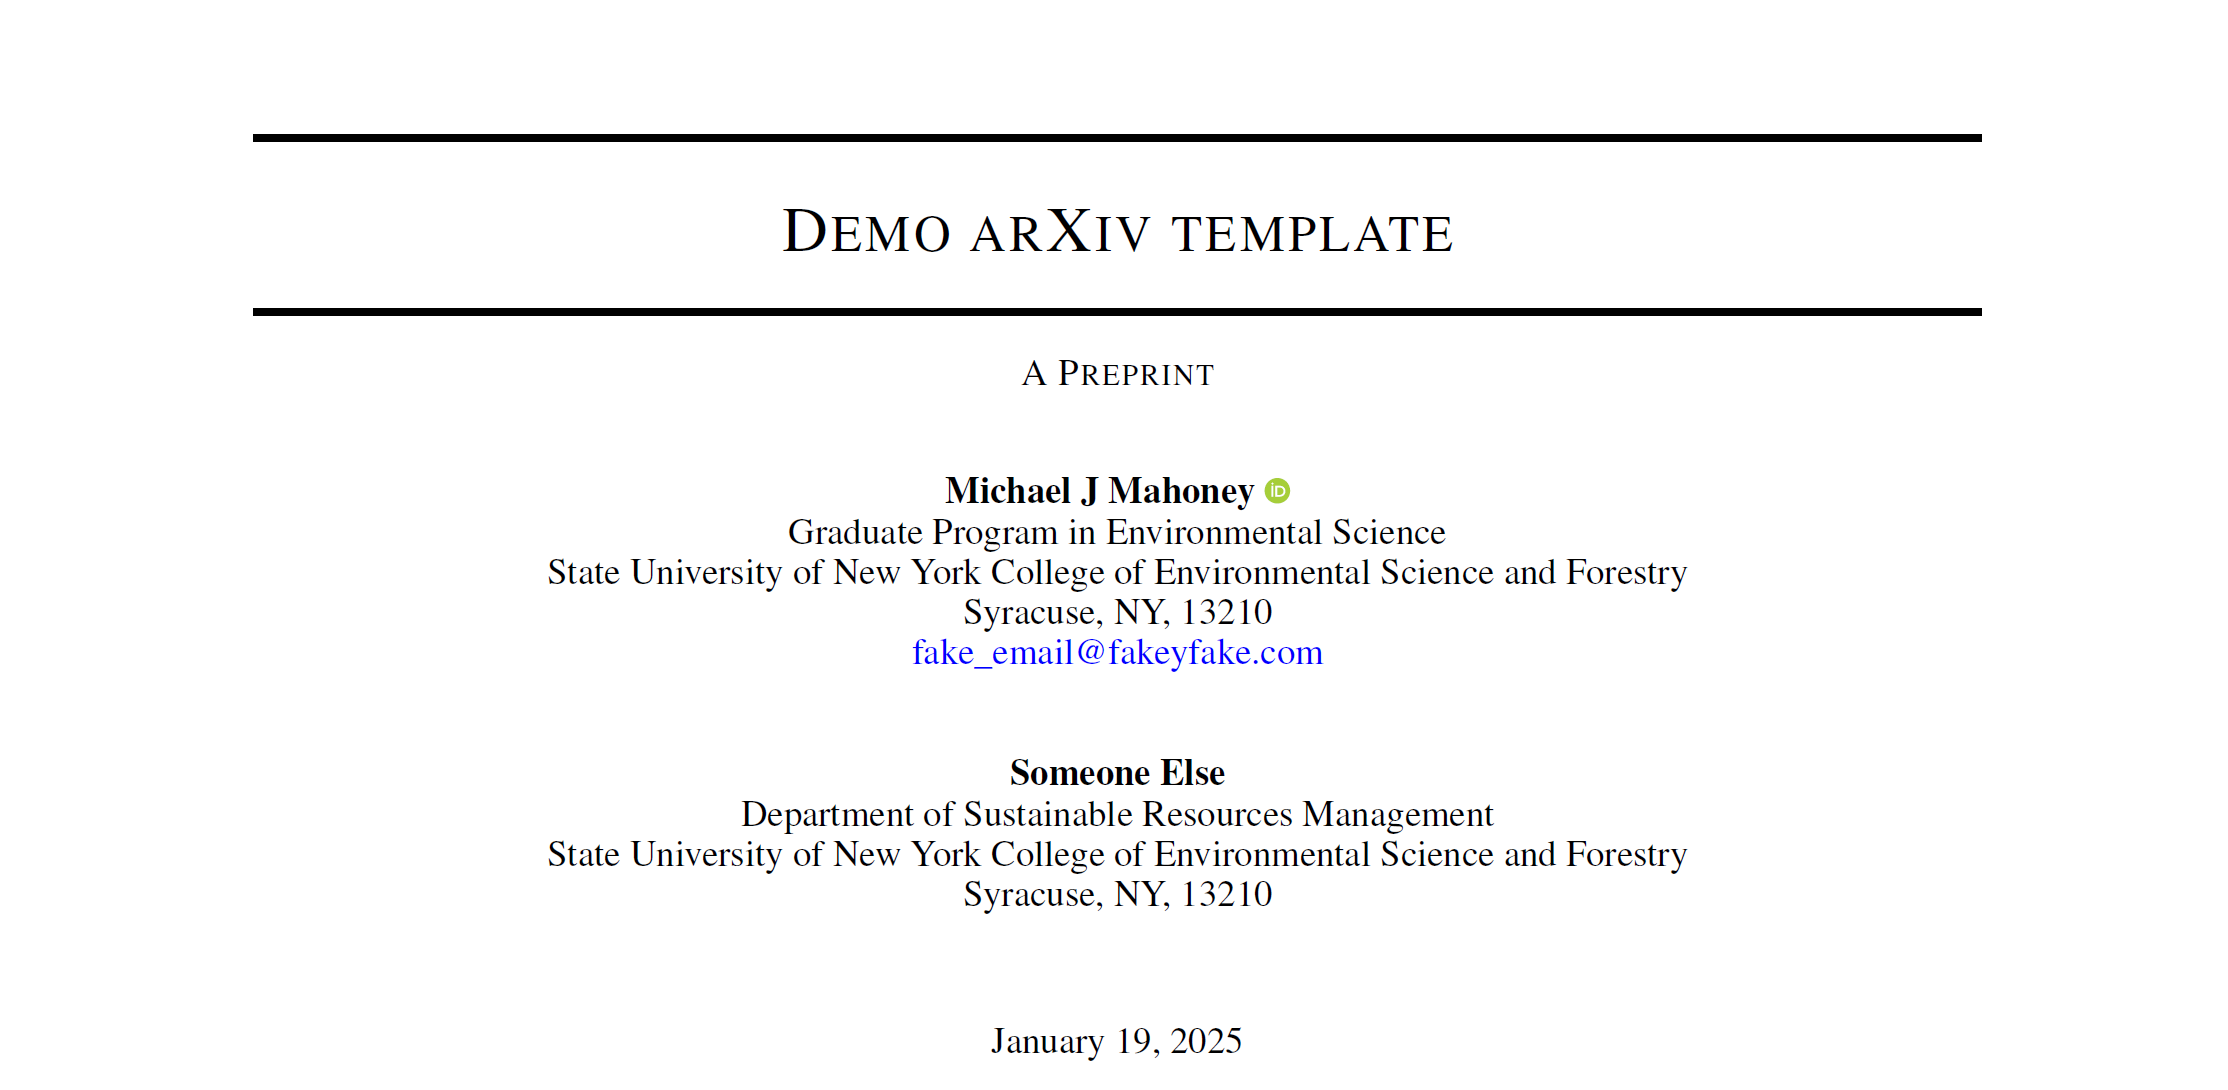 Demo arXiv template
A Preprint
Michael J Mahoney iD
Graduate Program in Environmental Science
State University of New York College of Environmental Science and Forestry
Syracuse, NY, 13210
fake_email@fakeyfake.com
Someone Else
Department of Sustainable Resources Management
State University of New York College of Environmental Science and Forestry
Syracuse, NY, 13210
January 19, 2025